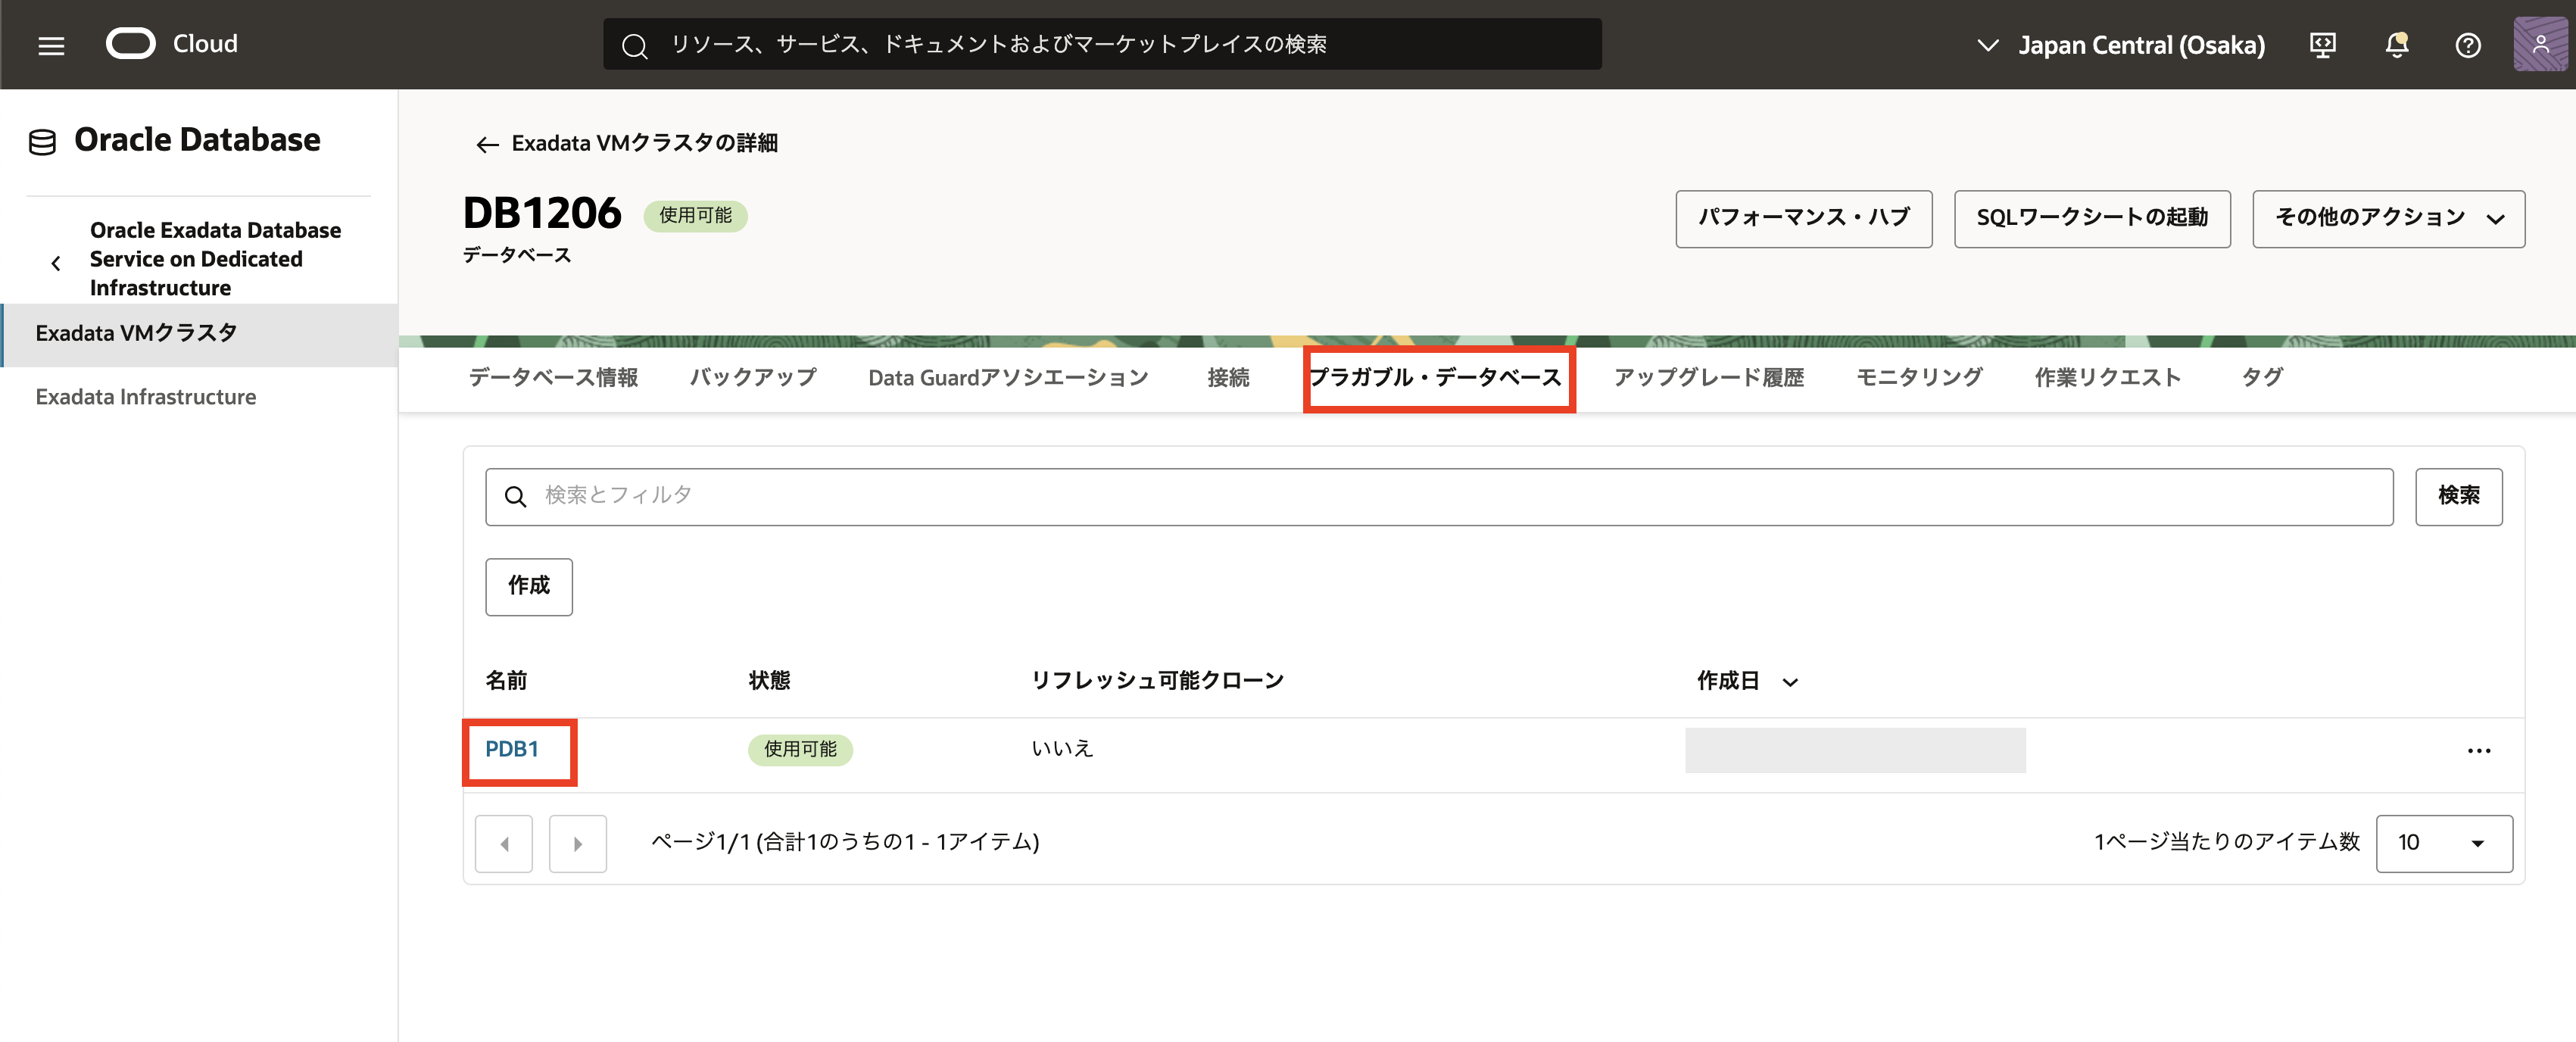 Cloud
リソース、サービス、ドキュメントおよびマーケットプレイスの検索
Japan Central (Osaka)
Oracle Database
Oracle Exadata Database
Service on Dedicated
Infrastructure
Exadata VMクラスタ
Exadata Infrastructure
Exadata VMクラスタの詳細
DB1206
使用可能
データベース
パフォーマンス・ハブ
SQLワークシートの起動
その他のアクション
データベース情報
バックアップ
Data Guardアソシエーション
接続
プラガブル・データベース
アップグレード履歴
モニタリング
作業リクエスト
タグ
検索とフィルタ
検索
作成
名前
状態
リフレッシュ可能クローン
作成日
PDB1
使用可能
いいえ
ページ1/1 (合計1のうちの1 - 1アイテム)
1ページ当たりのアイテム数
10